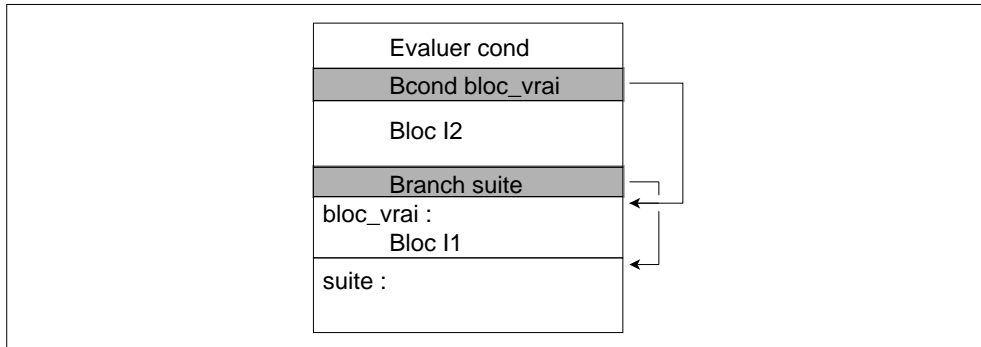 Evaluer cond
Bcond bloc_vrai
Bloc I2
Branch suite
bloc_vrai :
Bloc I1
suite :